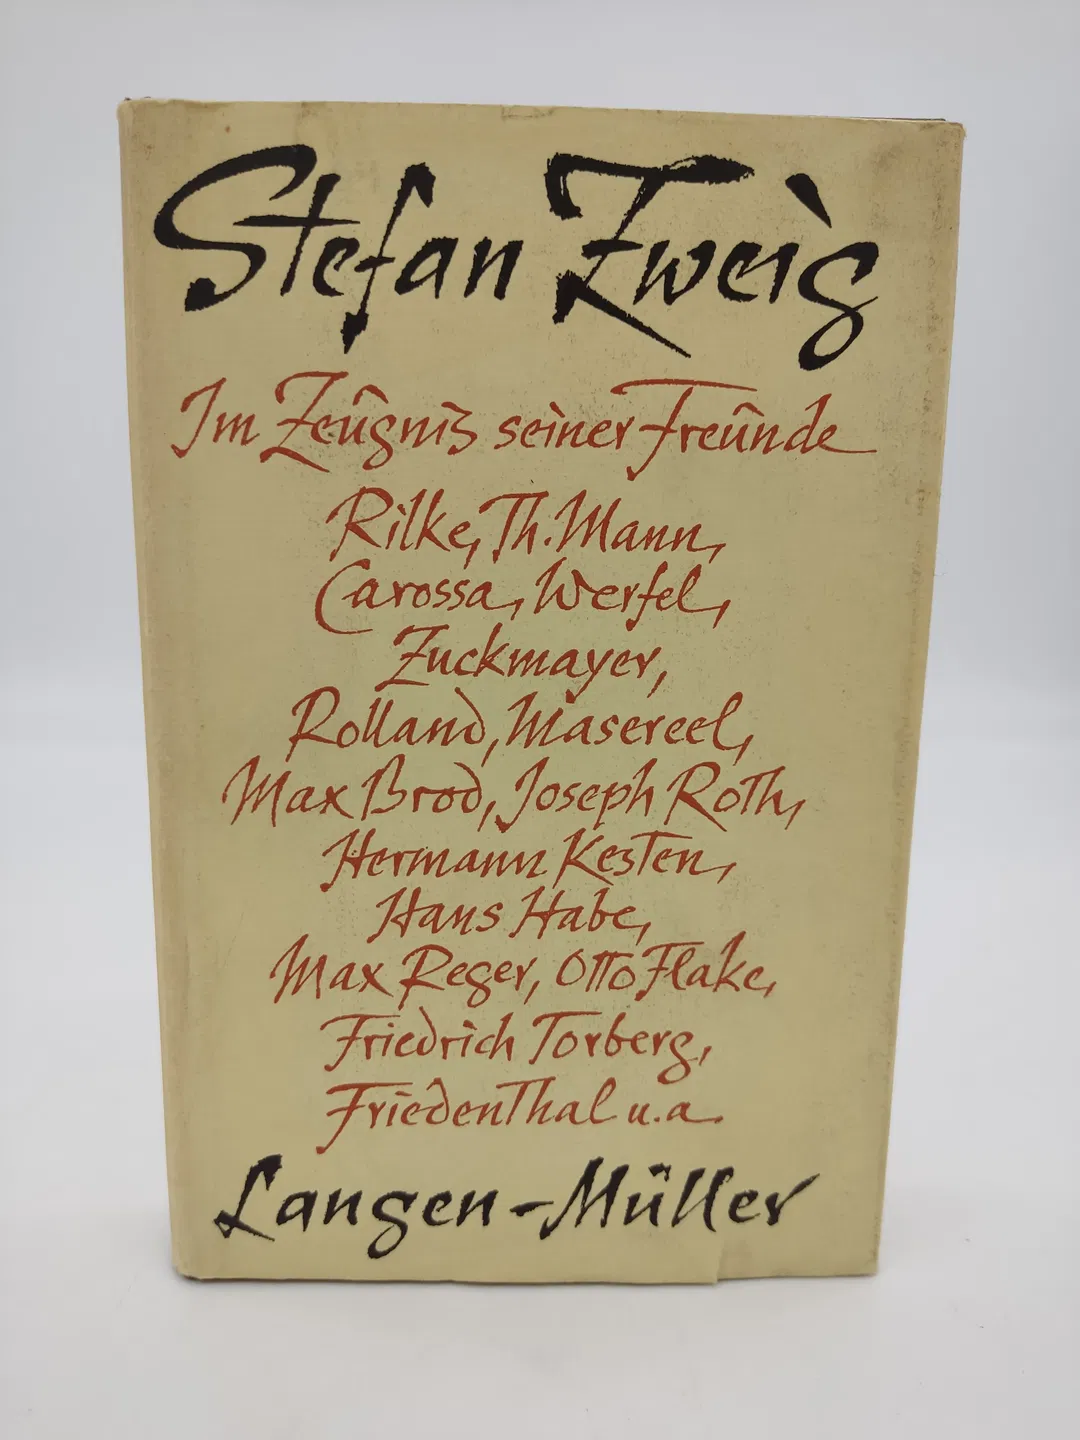 Stefan Zweig
Im Zeugnis seiner Freunde
Rilke, Th. Mann,
Carossa, Werfel,
Zuckmayer,
Rolland, Masereel,
Max Brod, Joseph Roth,
Hermann Kesten,
Hans Habe,
Max Reger, Otto Flake,
Friedrich Torberg,
Friedenthal u.a.
Langen-Müller